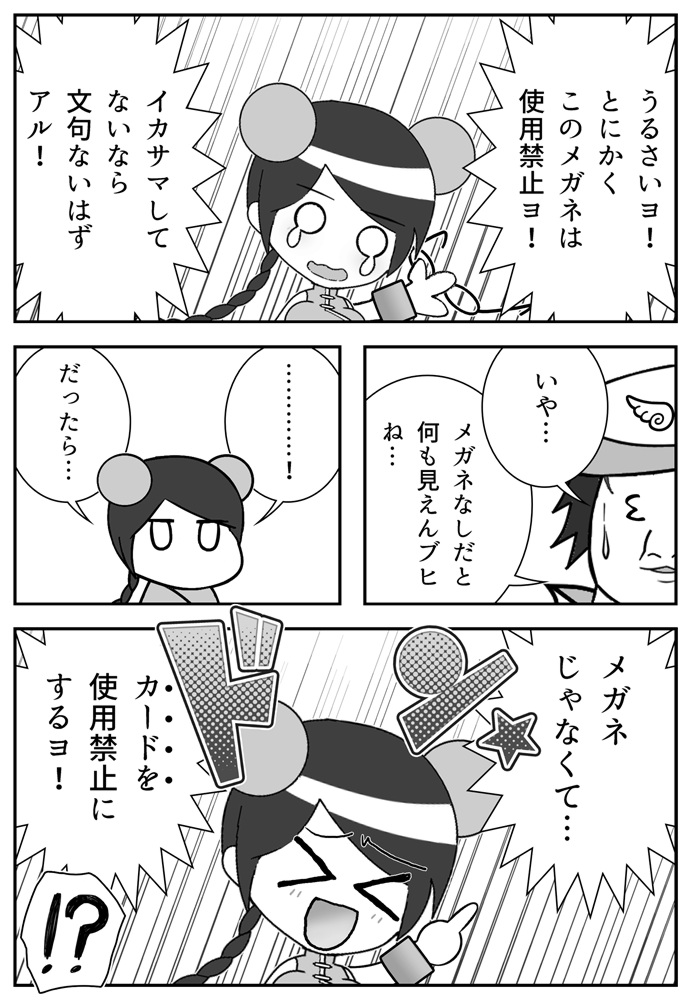 うるさいヨ！
とにかく
このメガネは
使用禁止ヨ！
イカサマして
ないなら
文句ないはず
アル！
いや…
メガネなしだと
何も見えんブヒ
ね…
…………！
だったら…
メガネ
じゃなくて…
カードを
使用禁止に
するヨ！
ドン☆
!?